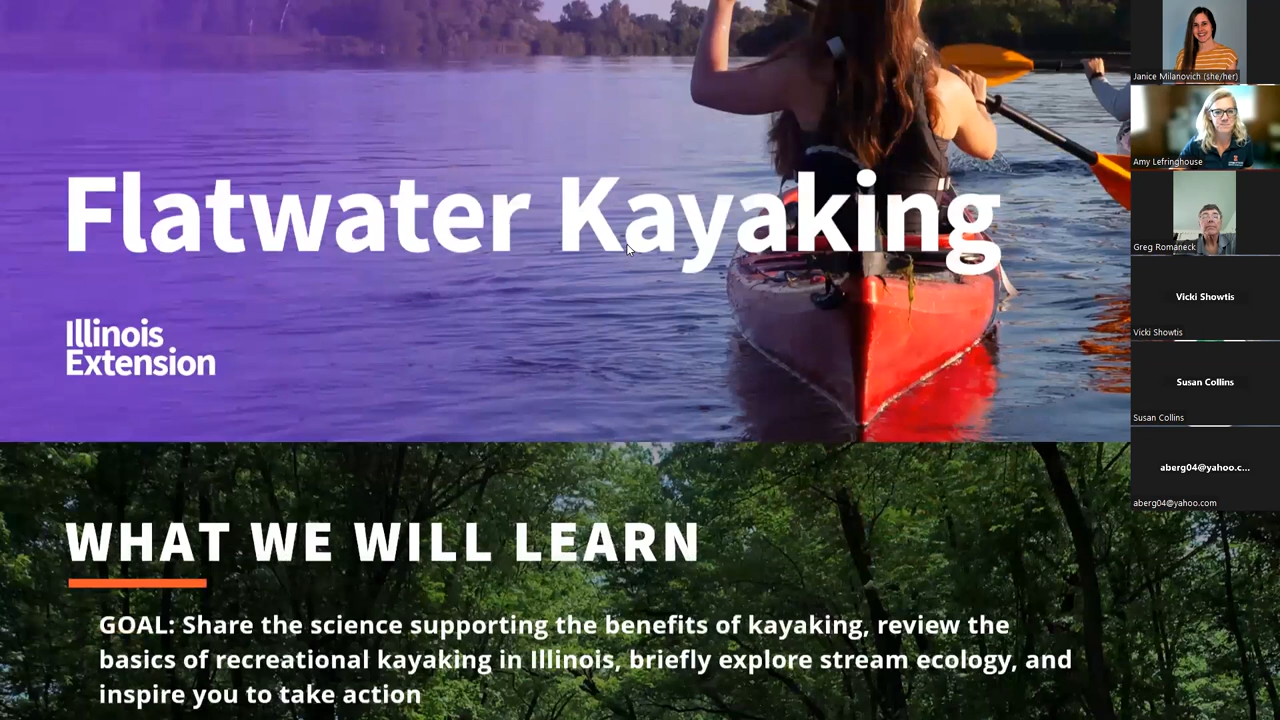 Flatwater Kayaking
Illinois
Extension
WHAT WE WILL LEARN
GOAL: Share the science supporting the benefits of kayaking, review the
basics of recreational kayaking in Illinois, briefly explore stream ecology, and
inspire you to take action
Janice Milanovich (she/her)
Amy Lefringhouse
Greg Romaneck
Vicki Showtis
Vicki Showtis
Susan Collins
Susan Collins
aberg04@yahoo.c...
aberg04@yahoo.com